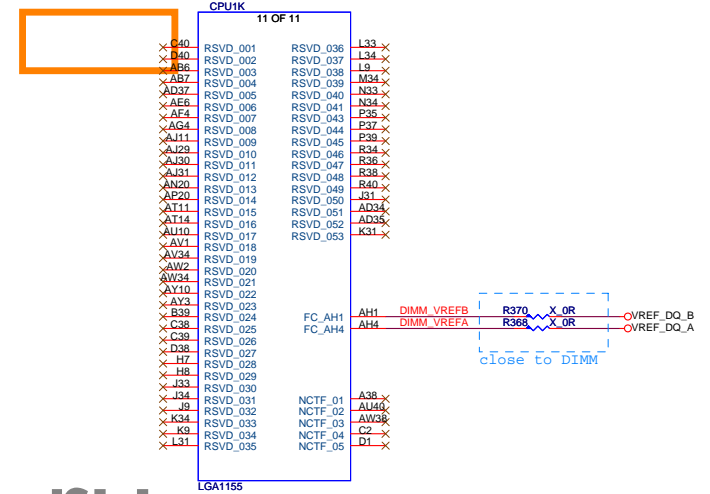 CPU1K
11 OF 11
C40 RSVD_001 RSVD_036 L33
D40 RSVD_002 RSVD_037 L34
AB6 RSVD_003 RSVD_038 L9
AB7 RSVD_004 RSVD_039 M34
AD37 RSVD_005 RSVD_040 N33
AE6 RSVD_006 RSVD_041 N34
AF4 RSVD_007 RSVD_043 P35
AG4 RSVD_008 RSVD_044 P37
AJ11 RSVD_009 RSVD_045 P39
AJ29 RSVD_010 RSVD_046 R34
AJ30 RSVD_011 RSVD_047 R36
AJ31 RSVD_012 RSVD_048 R38
AN20 RSVD_013 RSVD_049 R40
AP20 RSVD_014 RSVD_050 J31
AT11 RSVD_015 RSVD_051 AD34
AT14 RSVD_016 RSVD_052 AD35
AU10 RSVD_017 RSVD_053 K31
AV1 RSVD_018
AV34 RSVD_019
AW2 RSVD_020
AW34 RSVD_021
AY10 RSVD_022
AY3 RSVD_023
B39 RSVD_024 FC_AH1 AH1 DIMM_VREFB R370 X_0R VREF_DQ_B
C38 RSVD_025 FC_AH4 AH4 DIMM_VREFA R368 X_0R VREF_DQ_A
C39 RSVD_026
D38 RSVD_027
close to DIMM
H7 RSVD_028
H8 RSVD_029
J33 RSVD_030
J34 RSVD_031 NCTF_01 A38
J9 RSVD_032 NCTF_02 AU40
K34 RSVD_033 NCTF_03 AW38
K9 RSVD_034 NCTF_04 C2
L31 RSVD_035 NCTF_05 D1
LGA1155